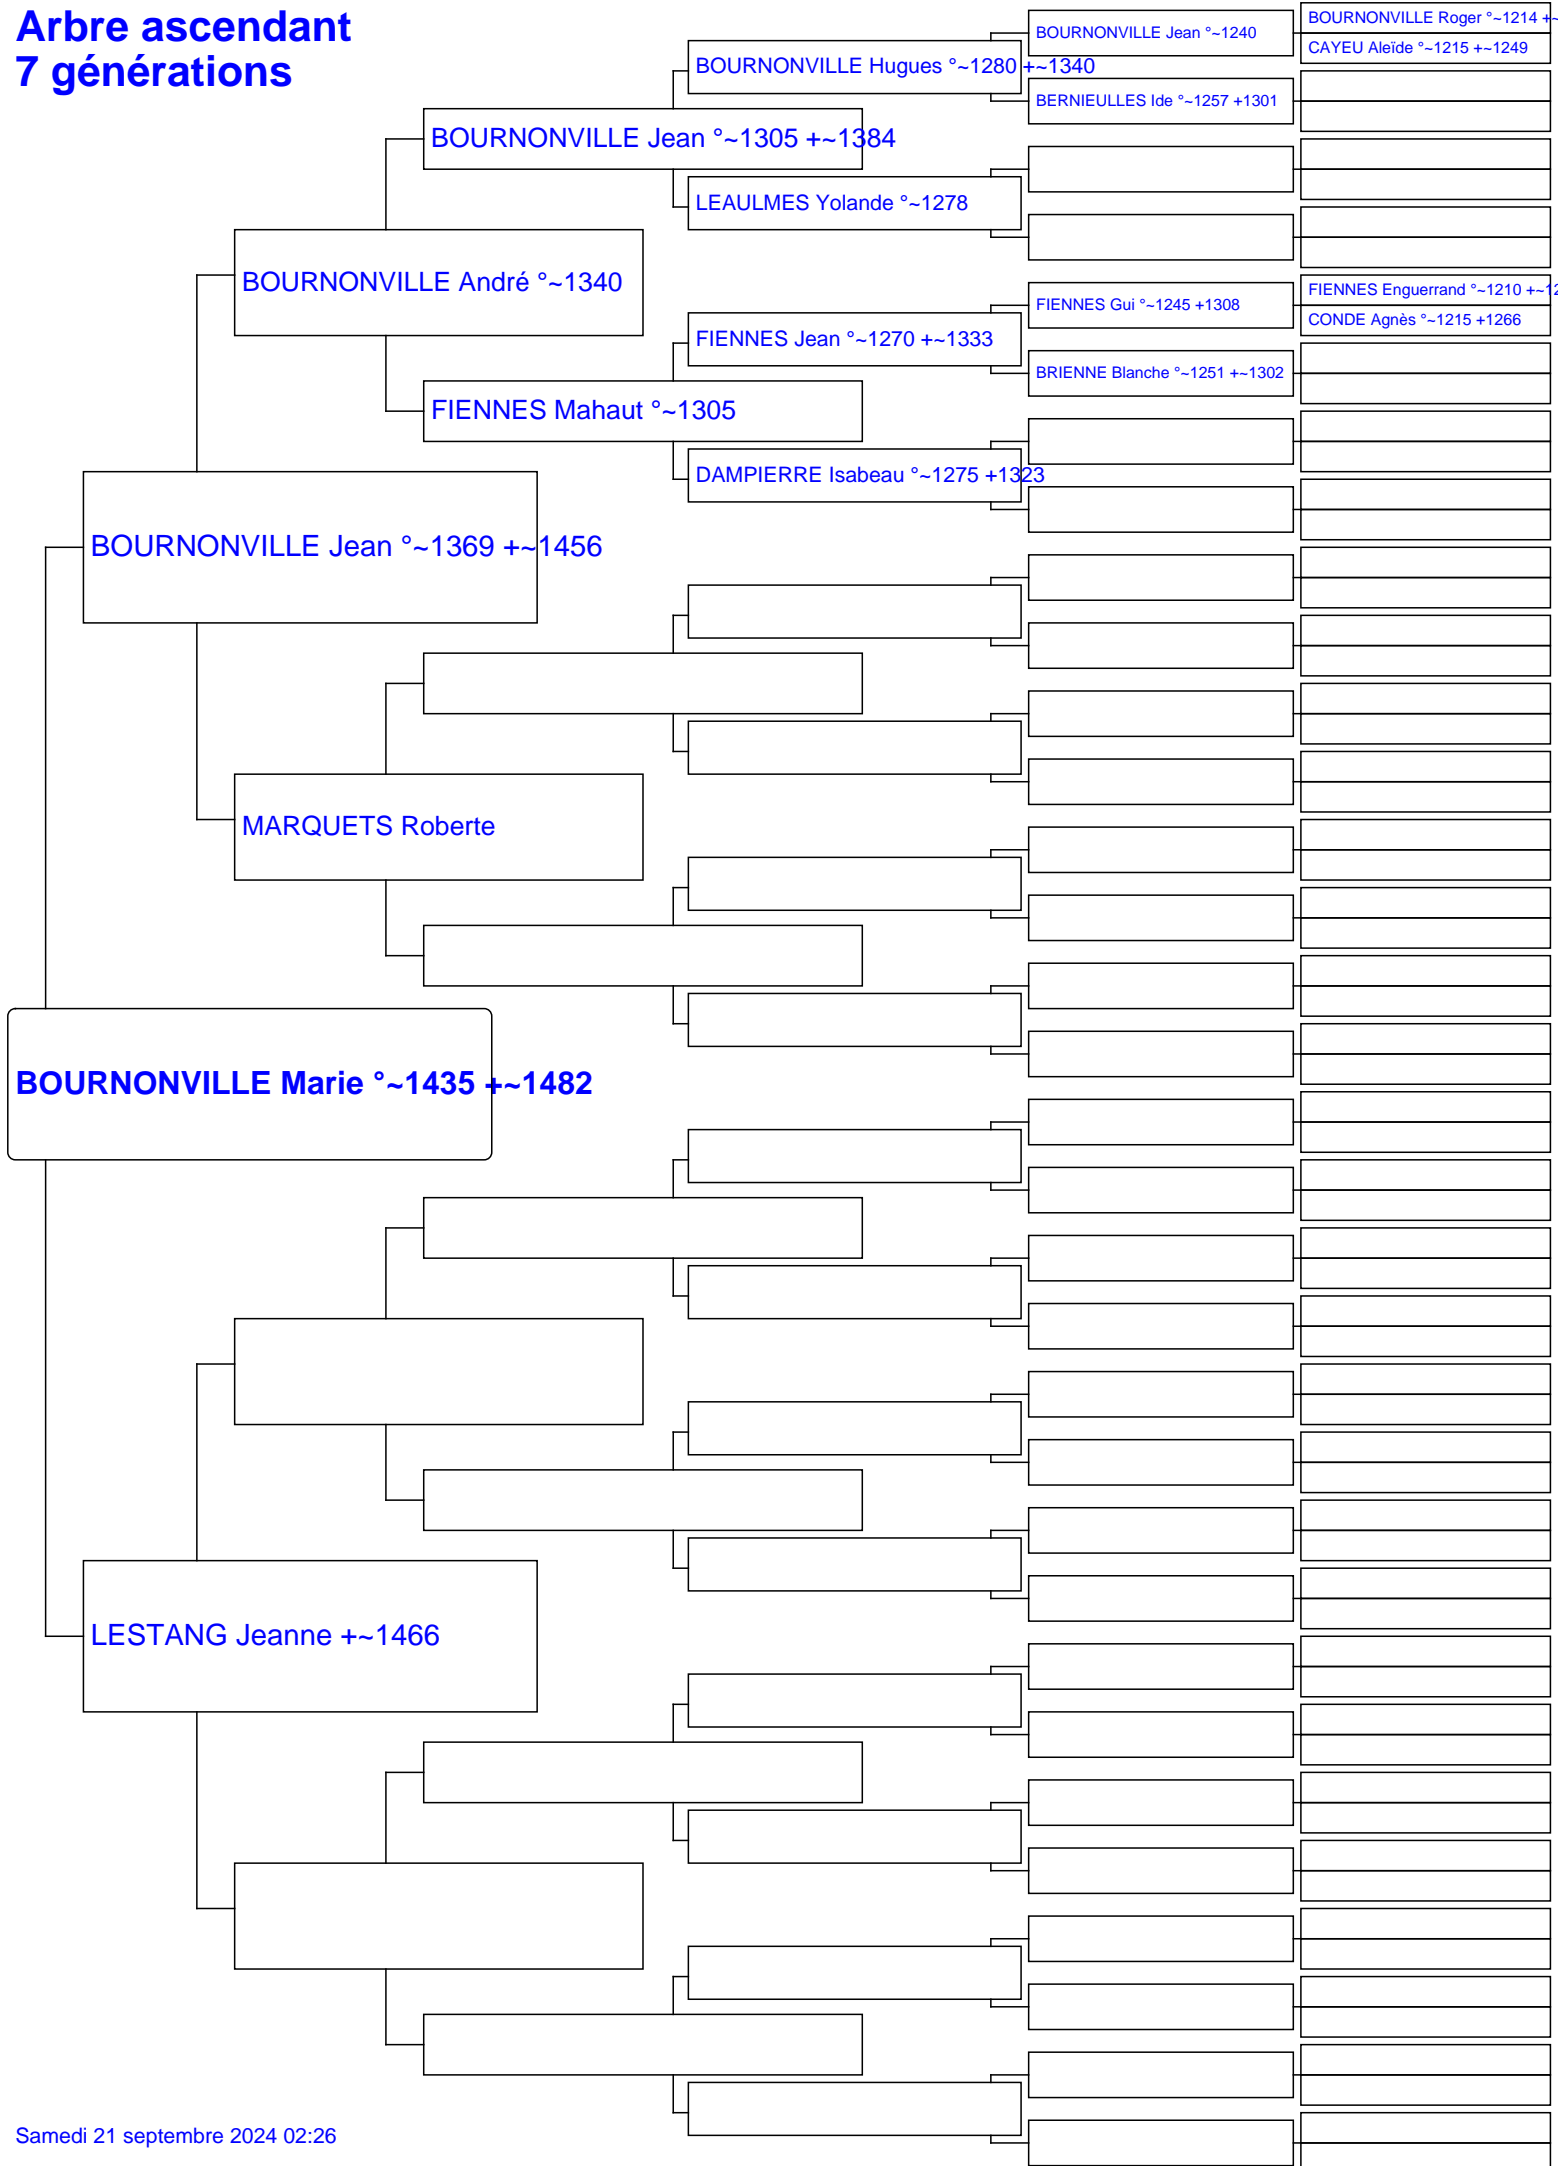 Arbre ascendant
7 générations
BOURNONVILLE Roger °~1214 +~
BOURNONVILLE Jean °~1240
CAYEU Aleïde °~1215 +~1249
BOURNONVILLE Hugues °~1280 +~1340
BERNIEULLES Ide °~1257 +1301
BOURNONVILLE Jean °~1305 +~1384
LEAULMES Yolande °~1278
BOURNONVILLE André °~1340
FIENNES Enguerrand °~1210 +~12
FIENNES Gui °~1245 +1308
CONDE Agnès °~1215 +1266
FIENNES Jean °~1270 +~1333
BRIENNE Blanche °~1251 +~1302
FIENNES Mahaut °~1305
DAMPIERRE Isabeau °~1275 +1323
BOURNONVILLE Jean °~1369 +~1456
MARQUETS Roberte
BOURNONVILLE Marie °~1435 +~1482
LESTANG Jeanne +~1466
Samedi 21 septembre 2024 02:26